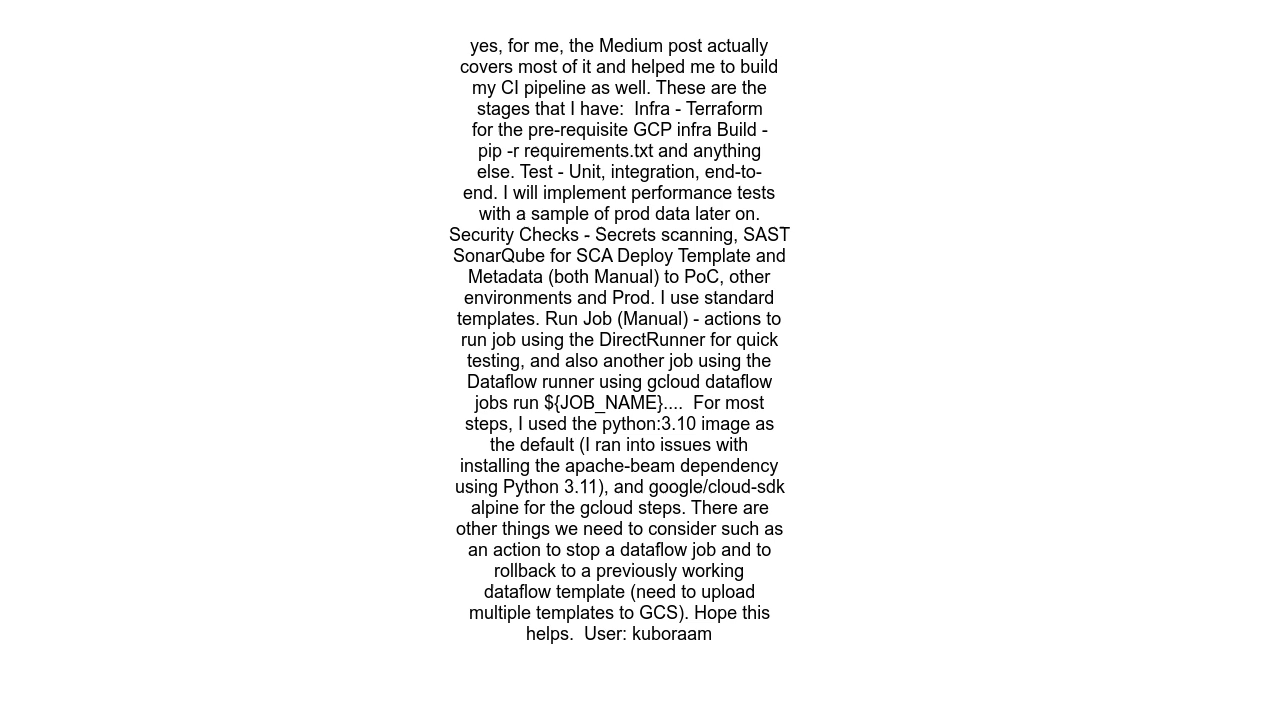 yes, for me, the Medium post actually
covers most of it and helped me to build
my CI pipeline as well. These are the
stages that I have:  Infra - Terraform
for the pre-requisite GCP infra Build -
pip -r requirements.txt and anything
else. Test - Unit, integration, end-to-
end. I will implement performance tests
with a sample of prod data later on.
Security Checks - Secrets scanning, SAST
SonarQube for SCA Deploy Template and
Metadata (both Manual) to PoC, other
environments and Prod. I use standard
templates. Run Job (Manual) - actions to
run job using the DirectRunner for quick
testing, and also another job using the
Dataflow runner using gcloud dataflow
jobs run ${JOB_NAME}....  For most
steps, I used the python:3.10 image as
the default (I ran into issues with
installing the apache-beam dependency
using Python 3.11), and google/cloud-sdk
alpine for the gcloud steps. There are
other things we need to consider such as
an action to stop a dataflow job and to
rollback to a previously working
dataflow template (need to upload
multiple templates to GCS). Hope this
helps.  User: kuboraam